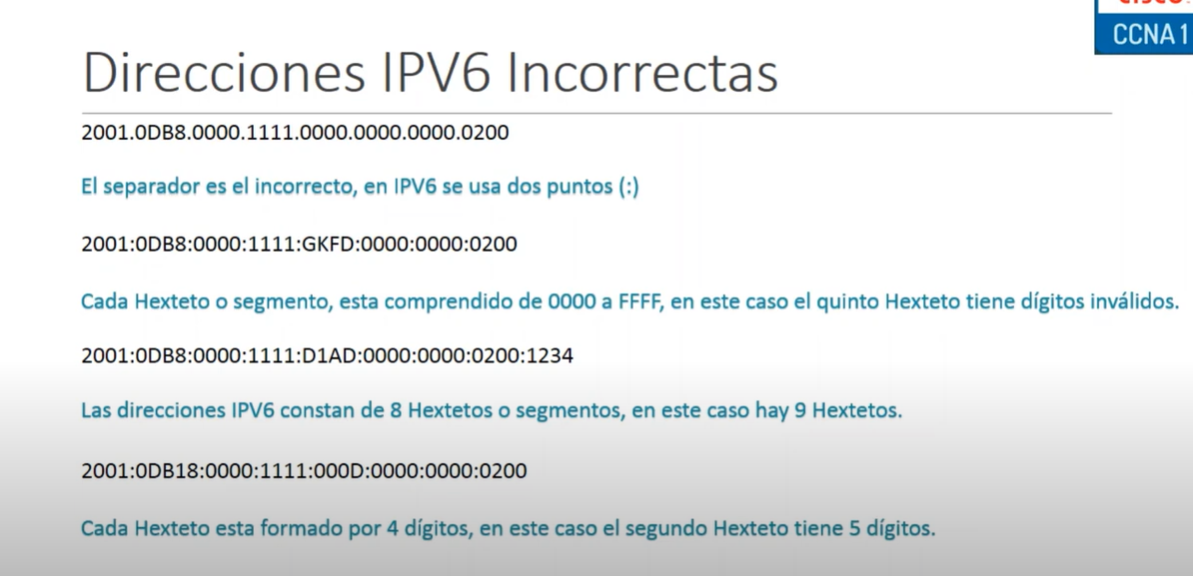 CCNA 1
Direcciones IPV6 Incorrectas
2001.0DB8.0000.1111.0000.0000.0000.0200
El separador es el incorrecto, en IPV6 se usa dos puntos (:)
2001:0DB8:0000:1111:GKFD:0000:0000:0200
Cada Hexteto o segmento, esta comprendido de 0000 a FFFF, en este caso el quinto Hexteto tiene dígitos inválidos.
2001:0DB8:0000:1111:D1AD:0000:0000:0200:1234
Las direcciones IPV6 constan de 8 Hextetos o segmentos, en este caso hay 9 Hextetos.
2001:0DB18:0000:1111:000D:0000:0000:0200
Cada Hexteto esta formado por 4 dígitos, en este caso el segundo Hexteto tiene 5 dígitos.